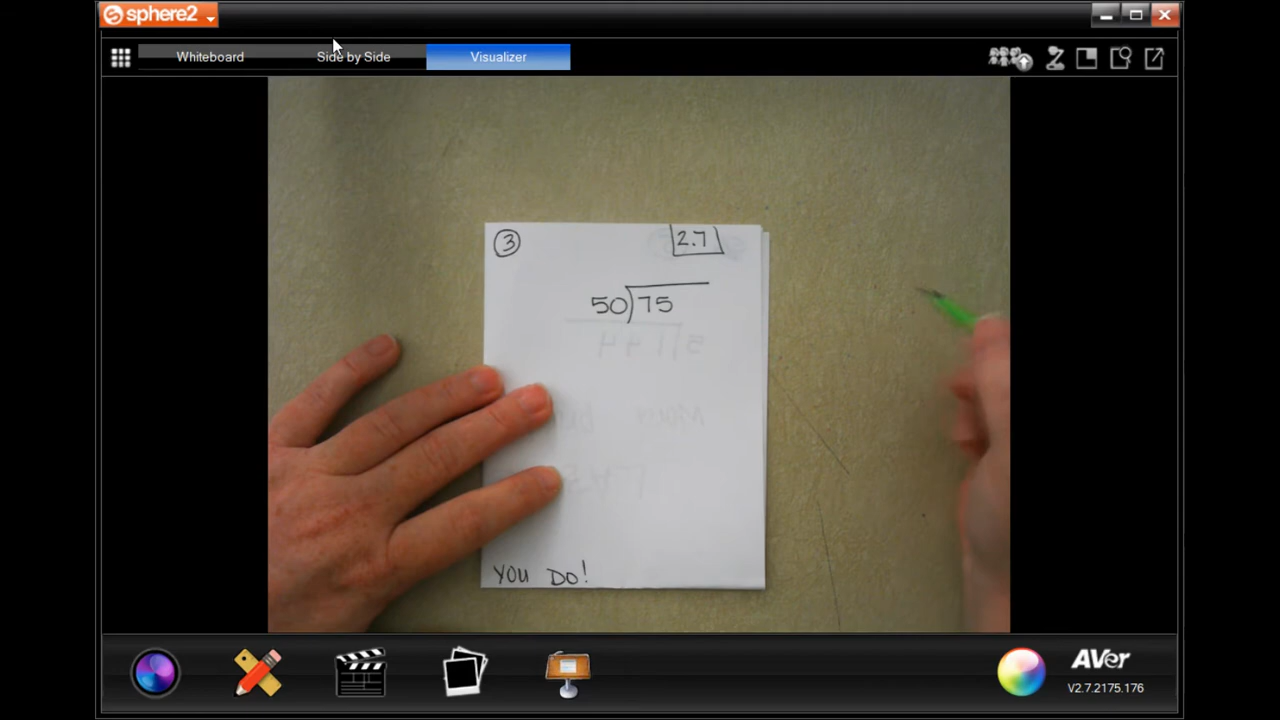 sphere2
Whiteboard Side by Side Visualizer
③ 2.7
50)75
YOU DO!
AVer
V2.7.2175.176